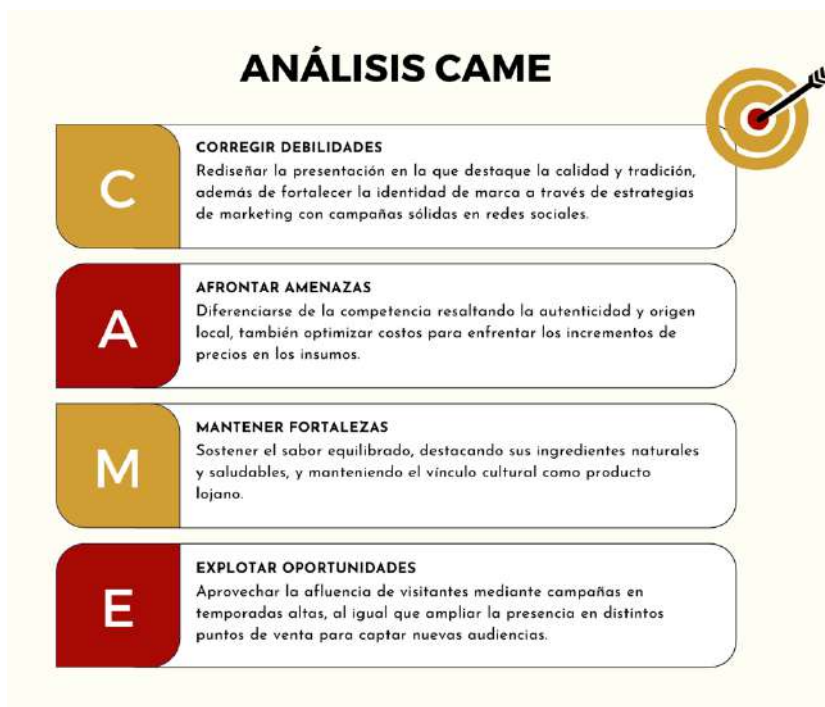 ANÁLISIS CAME
C
CORREGIR DEBILIDADES
Rediseñar la presentación en la que destaque la calidad y tradición,
además de fortalecer la identidad de marca a través de estrategias
de marketing con campañas sólidas en redes sociales.
A
AFRONTAR AMENAZAS
Diferenciarse de la competencia resaltando la autenticidad y origen
local, también optimizar costos para enfrentar los incrementos de
precios en los insumos.
M
MANTENER FORTALEZAS
Sostener el sabor equilibrado, destacando sus ingredientes naturales
y saludables, y manteniendo el vínculo cultural como producto
lojano.
E
EXPLOTAR OPORTUNIDADES
Aprovechar la afluencia de visitantes mediante campañas en
temporadas altas, al igual que ampliar la presencia en distintos
puntos de venta para captar nuevas audiencias.